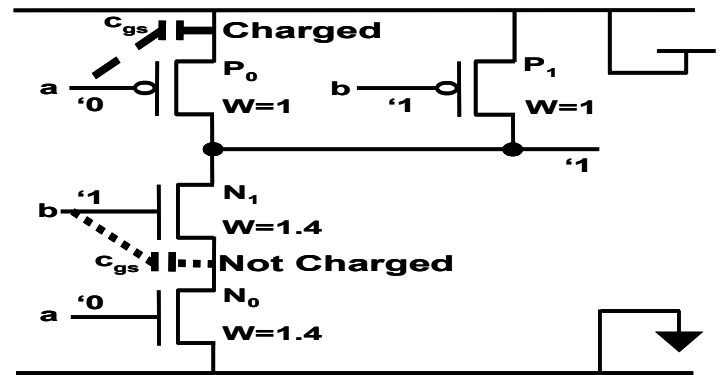 cgs Charged
a '0 P0 W=1
b '1 P1 W=1
'1
b '1 N1 W=1.4
cgs Not Charged
a '0 N0 W=1.4